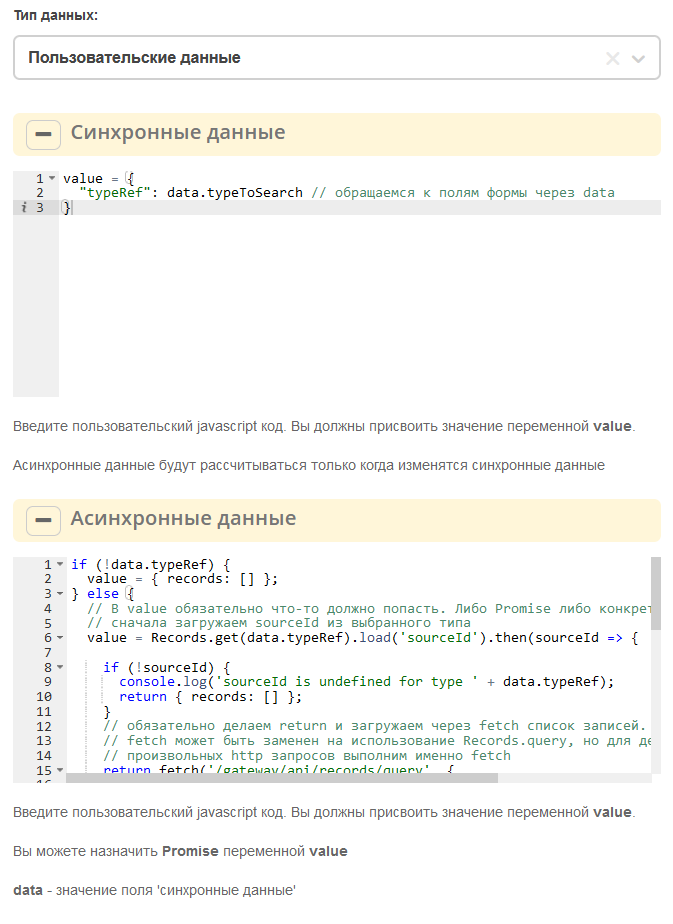 Тип данных:
Пользовательские данные
Синхронные данные
1 value = {
2 "typeRef": data.typeToSearch // обращаемся к полям формы через data
i 3 }
Введите пользовательский javascript код. Вы должны присвоить значение переменной value.
Асинхронные данные будут рассчитываться только когда изменятся синхронные данные
Асинхронные данные
1 if (!data.typeRef) {
2 value = { records: [] };
3 } else {
4 // В value обязательно что-то должно попасть. Либо Promise либо конкрет
5 // сначала загружаем sourceId из выбранного типа
6 value = Records.get(data.typeRef).load('sourceId').then(sourceId => {
7
8 if (!sourceId) {
9 console.log('sourceId is undefined for type ' + data.typeRef);
10 return { records: [] };
11 }
12 // обязательно делаем return и загружаем через fetch список записей.
13 // fetch может быть заменен на использование Records.query, но для де
14 // произвольных http запросов выполним именно fetch
15 return fetch('/gateway/api/records/query', {
Введите пользовательский javascript код. Вы должны присвоить значение переменной value.
Вы можете назначить Promise переменной value
data - значение поля 'синхронные данные'